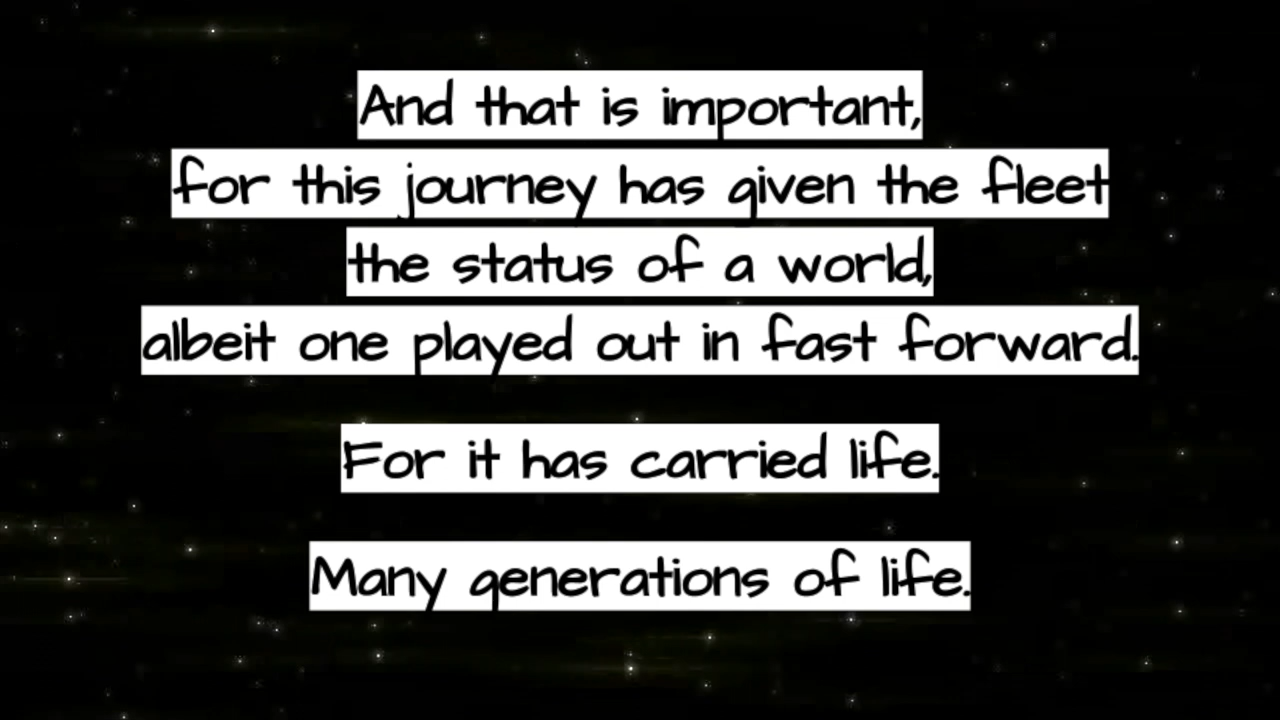 And that is important,
for this journey has given the fleet
the status of a world,
albeit one played out in fast forward.
For it has carried life.
Many generations of life.